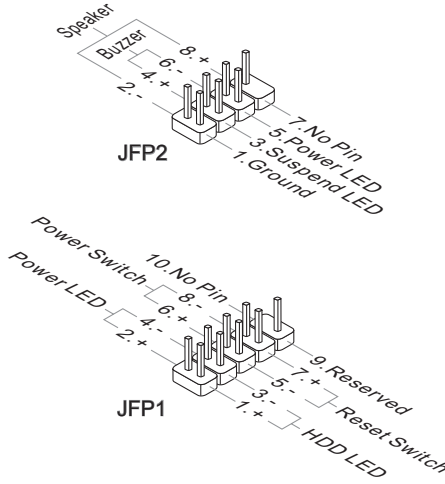 Speaker
Buzzer
8.+
6.-
4.+
2.-
7.No Pin
5.Power LED
3.Suspend LED
1.Ground
JFP2
10.No Pin
Power Switch
8.-
6.+
Power LED
4.-
2.+
9.Reserved
7.+
5.-
Reset Switch
3.-
1.+
HDD LED
JFP1